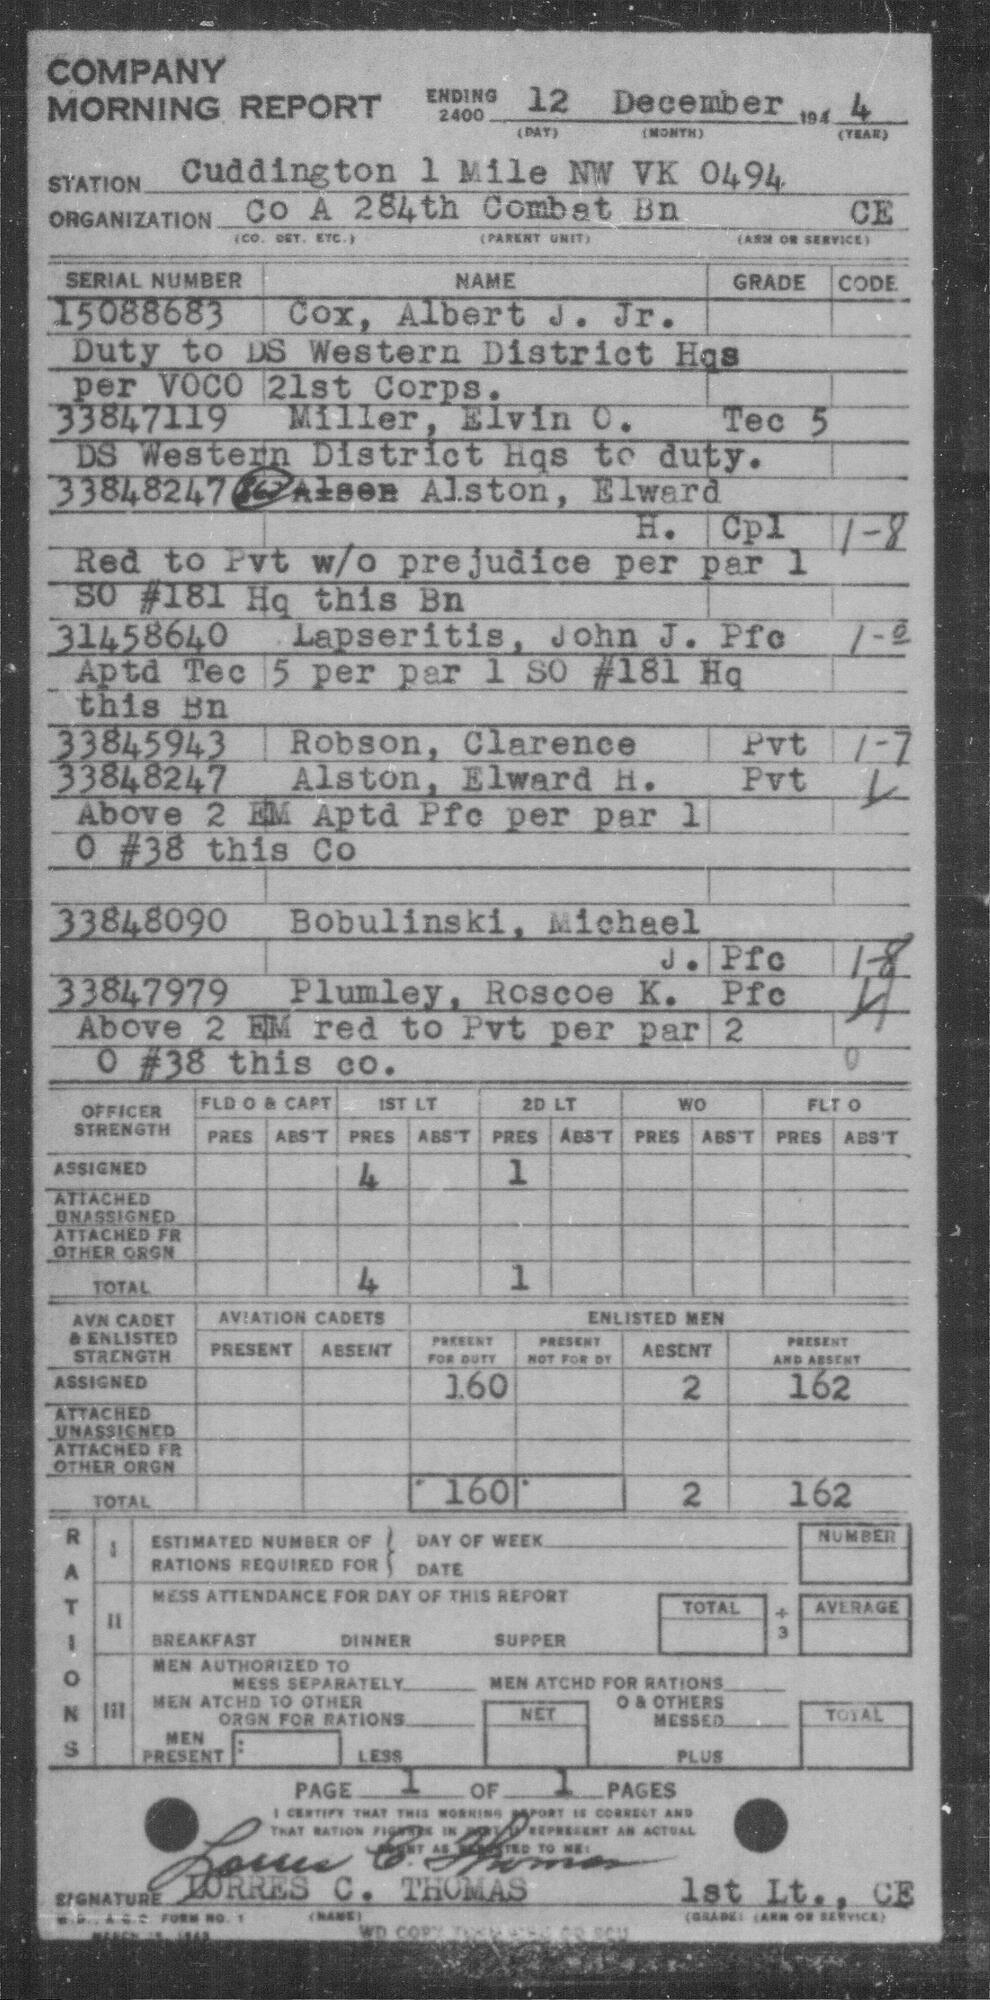 COMPANY
MORNING REPORT ENDING 2400 12 December 194 4
(DAY) (MONTH) (YEAR)
STATION Cuddington 1 Mile NW VK 0494
ORGANIZATION Co A 284th Combat Bn CE
(CO. DET. ETC.) (PARENT UNIT) (ARM OR SERVICE)
SERIAL NUMBER NAME GRADE CODE
15088683 Cox, Albert J. Jr.
Duty to DS Western District Hqs
per VOCO 21st Corps.
33847119 Miller, Elvin O. Tec 5
DS Western District Hqs to duty.
33848247 Alson Alston, Elward
H. Cpl 1-8
Red to Pvt w/o prejudice per par 1
SO #181 Hq this Bn
31458640 Lapseritis, John J. Pfc 1-0
Aptd Tec 5 per par 1 SO #181 Hq
this Bn
33845943 Robson, Clarence Pvt 1-7
33848247 Alston, Elward H. Pvt
Above 2 EM Aptd Pfc per par 1
O #38 this Co
33848090 Bobulinski, Michael
J. Pfc 1-8
33847979 Plumley, Roscoe K. Pfc
Above 2 EM red to Pvt per par 2
O #38 this co. 0
OFFICER STRENGTH FLD O & CAPT 1ST LT 2D LT WO FLT O
PRES ABS'T PRES ABS'T PRES ABS'T PRES ABS'T PRES ABS'T
ASSIGNED 4 1
ATTACHED UNASSIGNED
ATTACHED FR OTHER ORGN
TOTAL 4 1
AVN CADET & ENLISTED STRENGTH AVIATION CADETS ENLISTED MEN
PRESENT ABSENT PRESENT FOR DUTY PRESENT NOT FOR DY ABSENT PRESENT AND ABSENT
ASSIGNED 160 2 162
ATTACHED UNASSIGNED
ATTACHED FR OTHER ORGN
TOTAL 160 2 162
RATIONS
I ESTIMATED NUMBER OF RATIONS REQUIRED FOR } DAY OF WEEK NUMBER
DATE
II MESS ATTENDANCE FOR DAY OF THIS REPORT TOTAL ÷ 3 AVERAGE
BREAKFAST DINNER SUPPER
III MEN AUTHORIZED TO
MESS SEPARATELY MEN ATCHD FOR RATIONS
MEN ATCHD TO OTHER
ORGN FOR RATIONS NET O & OTHERS MESSED TOTAL
MEN PRESENT LESS PLUS
PAGE 1 OF 1 PAGES
I CERTIFY THAT THIS MORNING REPORT IS CORRECT AND
THAT RATION FIGURES IN REPRESENT AN ACTUAL
TO ME:
Lorres C. Thomas
SIGNATURE LORRES C. THOMAS 1st Lt., CE
(NAME) (GRADE) (ARM OR SERVICE)
W.D., A.G.O. FORM NO. 1
WD COPY